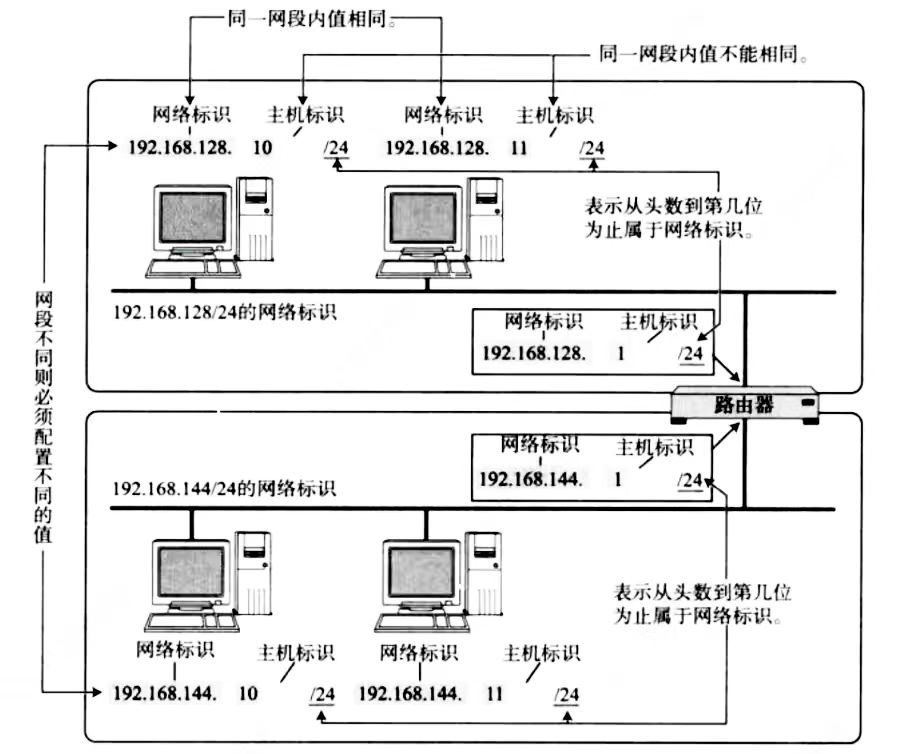 同一网段内值相同。
同一网段内值不能相同。
网络标识 主机标识 网络标识 主机标识
192.168.128. 10 /24 192.168.128. 11 /24
表示从头数到第几位
为止属于网络标识。
192.168.128/24的网络标识
网络标识 主机标识
192.168.128. 1 /24
网段不同则必须配置不同的值
路由器
网络标识 主机标识
192.168.144. 1 /24
192.168.144/24的网络标识
表示从头数到第几位
为止属于网络标识。
网络标识 主机标识 网络标识 主机标识
192.168.144. 10 /24 192.168.144. 11 /24